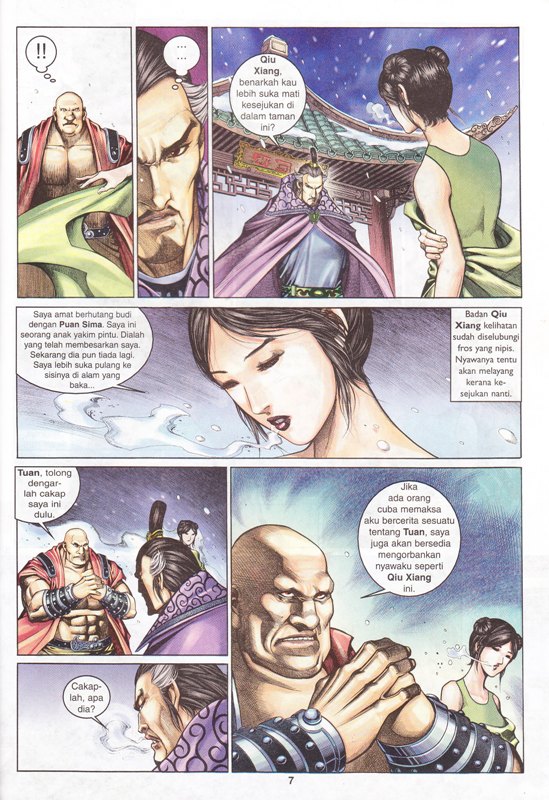 !!
... ...
Qiu
Xiang,
benarkah kau
lebih suka mati
kesejukan di
dalam taman
ini?
Saya amat berhutang budi
dengan Puan Sima. Saya ini
seorang anak yakim pintu. Dialah
yang telah membesarkan saya.
Sekarang dia pun tiada lagi.
Saya lebih suka pulang ke
sisinya di alam yang
baka...
Badan Qiu
Xiang kelihatan
sudah diselubungi
fros yang nipis.
Nyawanya tentu
akan melayang
kerana ke-
sejukan nanti.
Tuan, tolong
dengar-
lah cakap
saya ini
dulu.
Jika
ada orang
cuba memaksa
aku bercerita sesuatu
tentang Tuan, saya
juga akan bersedia
mengorbankan
nyawaku seperti
Qiu Xiang
ini.
Cakap-
lah, apa
dia?
7